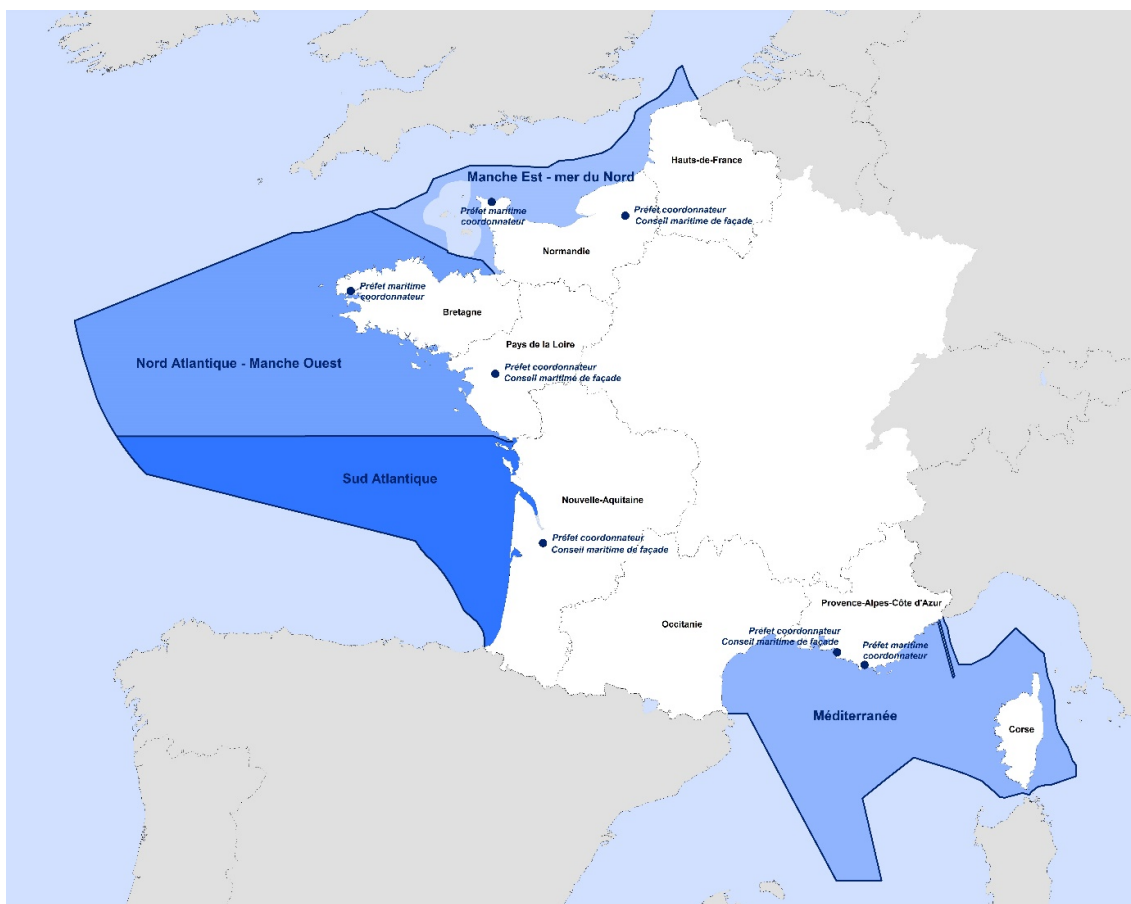 Hauts-de-France
Manche Est - mer du Nord
Préfet maritime
coordonnateur
Préfet coordonnateur
Conseil maritime de façade
Normandie
Préfet maritime
coordonnateur
Bretagne
Pays de la Loire
Nord Atlantique - Manche Ouest
Préfet coordonnateur
Conseil maritime de façade
Sud Atlantique
Nouvelle-Aquitaine
Préfet coordonnateur
Conseil maritime de façade
Provence-Alpes-Côte d'Azur
Occitanie
Préfet coordonnateur
Conseil maritime de façade
Préfet maritime
coordonnateur
Méditerranée
Corse